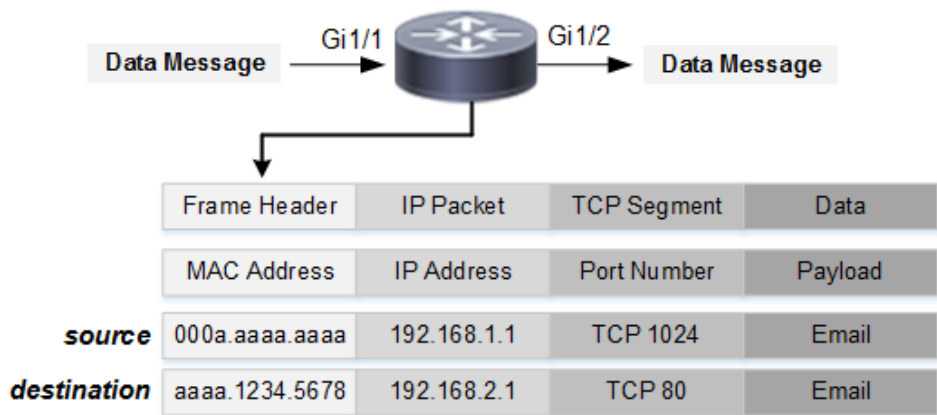 Gi1/1 Gi1/2
Data Message Data Message
Frame Header IP Packet TCP Segment Data
MAC Address IP Address Port Number Payload
source 000a.aaaa.aaaa 192.168.1.1 TCP 1024 Email
destination aaaa.1234.5678 192.168.2.1 TCP 80 Email